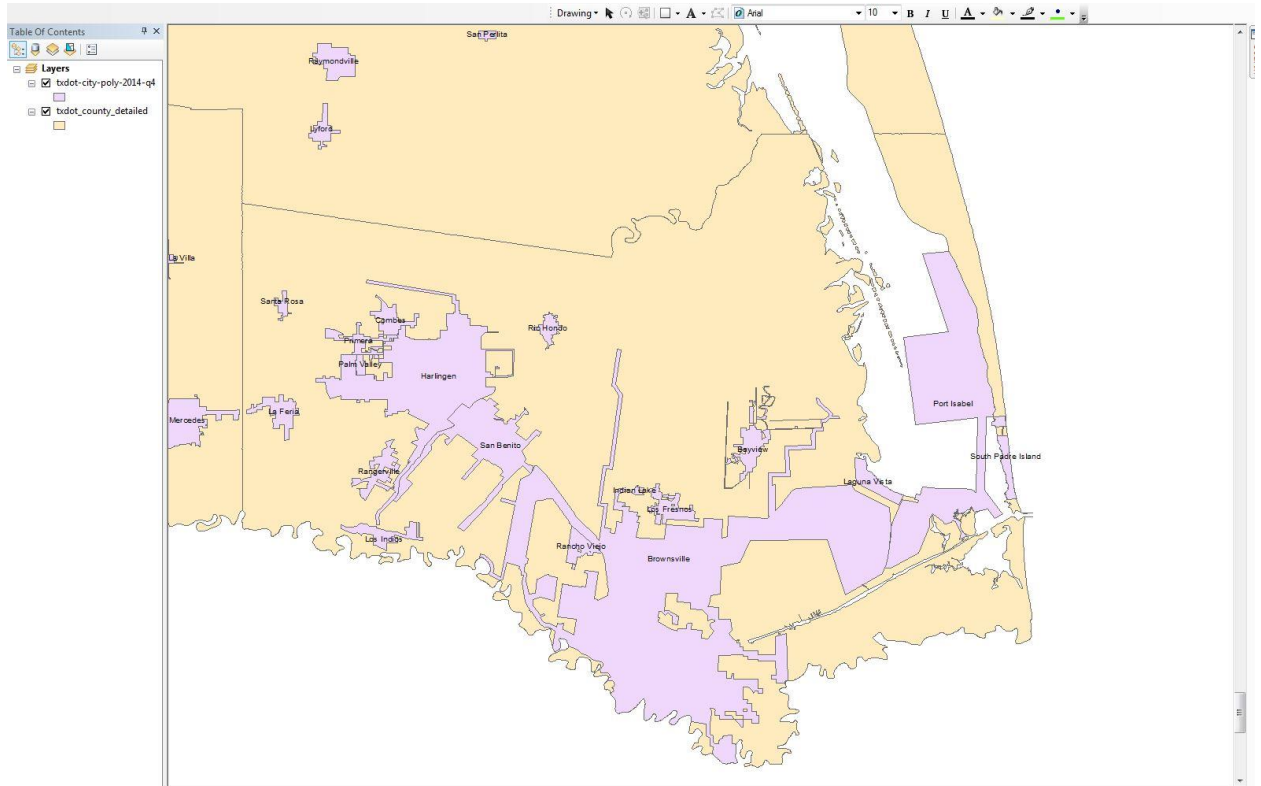 Drawing
Arial
10
B I U A
Table Of Contents
Layers
txdot-city-poly-2014-q4
txdot_county_detailed
San Perlita
Raymondville
Lyford
La Villa
Santa Rosa
Combes
Rio Hondo
Primera
Palm Valley
Harlingen
Port Isabel
La Feria
Mercedes
San Benito
Bayview
South Padre Island
Rangerville
Laguna Vista
Indian Lake
Los Fresnos
Los Indios
Rancho Viejo
Brownsville